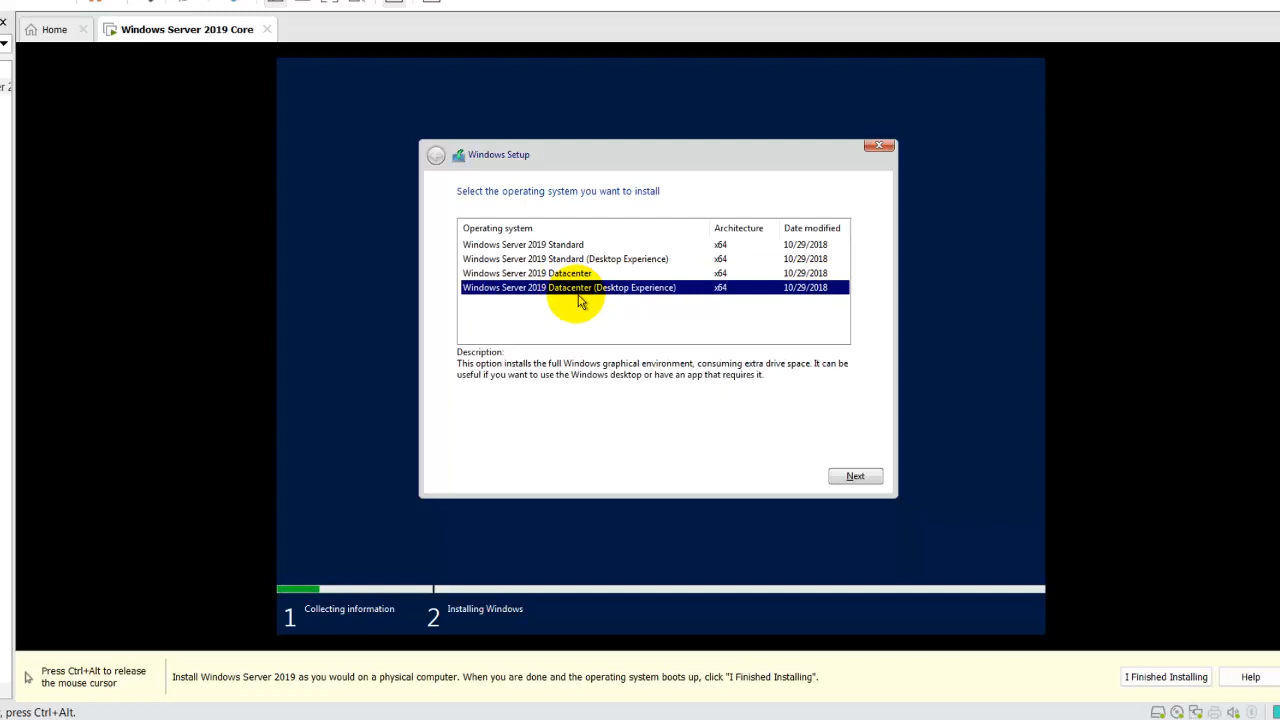 Home
Windows Server 2019 Core
Windows Setup
Select the operating system you want to install
Operating system Architecture Date modified
Windows Server 2019 Standard x64 10/29/2018
Windows Server 2019 Standard (Desktop Experience) x64 10/29/2018
Windows Server 2019 Datacenter x64 10/29/2018
Windows Server 2019 Datacenter (Desktop Experience) x64 10/29/2018
Description:
This option installs the full Windows graphical environment, consuming extra drive space. It can be
useful if you want to use the Windows desktop or have an app that requires it.
Next
1 Collecting information 2 Installing Windows
Press Ctrl+Alt to release
the mouse cursor
Install Windows Server 2019 as you would on a physical computer. When you are done and the operating system boots up, click "I Finished Installing".
I Finished Installing
Help
, press Ctrl+Alt.